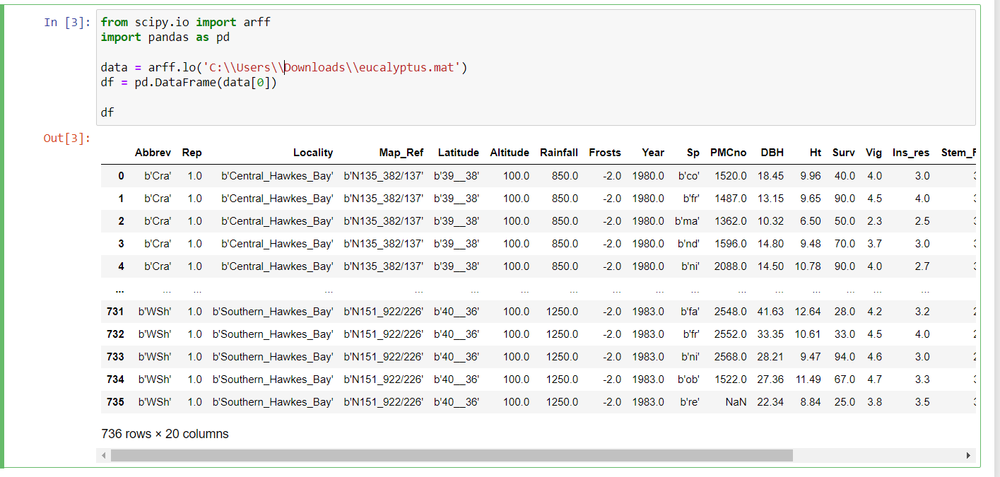 In [3]: from scipy.io import arff
import pandas as pd
data = arff.lo('C:\\Users\\Downloads\\eucalyptus.mat')
df = pd.DataFrame(data[0])
df
Out[3]:
Abbrev Rep Locality Map_Ref Latitude Altitude Rainfall Frosts Year Sp PMCno DBH Ht Surv Vig Ins_res Stem_F
0 b'Cra' 1.0 b'Central_Hawkes_Bay' b'N135_382/137' b'39__38' 100.0 850.0 -2.0 1980.0 b'co' 1520.0 18.45 9.96 40.0 4.0 3.0
1 b'Cra' 1.0 b'Central_Hawkes_Bay' b'N135_382/137' b'39__38' 100.0 850.0 -2.0 1980.0 b'fr' 1487.0 13.15 9.65 90.0 4.5 4.0
2 b'Cra' 1.0 b'Central_Hawkes_Bay' b'N135_382/137' b'39__38' 100.0 850.0 -2.0 1980.0 b'ma' 1362.0 10.32 6.50 50.0 2.3 2.5
3 b'Cra' 1.0 b'Central_Hawkes_Bay' b'N135_382/137' b'39__38' 100.0 850.0 -2.0 1980.0 b'nd' 1596.0 14.80 9.48 70.0 3.7 3.0
4 b'Cra' 1.0 b'Central_Hawkes_Bay' b'N135_382/137' b'39__38' 100.0 850.0 -2.0 1980.0 b'ni' 2088.0 14.50 10.78 90.0 4.0 2.7
... ... ... ... ... ... ... ... ... ... ... ... ... ... ... ... ...
731 b'WSh' 1.0 b'Southern_Hawkes_Bay' b'N151_922/226' b'40__36' 100.0 1250.0 -2.0 1983.0 b'fa' 2548.0 41.63 12.64 28.0 4.2 3.2
732 b'WSh' 1.0 b'Southern_Hawkes_Bay' b'N151_922/226' b'40__36' 100.0 1250.0 -2.0 1983.0 b'fr' 2552.0 33.35 10.61 33.0 4.5 4.0
733 b'WSh' 1.0 b'Southern_Hawkes_Bay' b'N151_922/226' b'40__36' 100.0 1250.0 -2.0 1983.0 b'ni' 2568.0 28.21 9.47 94.0 4.6 3.0
734 b'WSh' 1.0 b'Southern_Hawkes_Bay' b'N151_922/226' b'40__36' 100.0 1250.0 -2.0 1983.0 b'ob' 1522.0 27.36 11.49 67.0 4.7 3.3
735 b'WSh' 1.0 b'Southern_Hawkes_Bay' b'N151_922/226' b'40__36' 100.0 1250.0 -2.0 1983.0 b're' NaN 22.34 8.84 25.0 3.8 3.5
736 rows × 20 columns